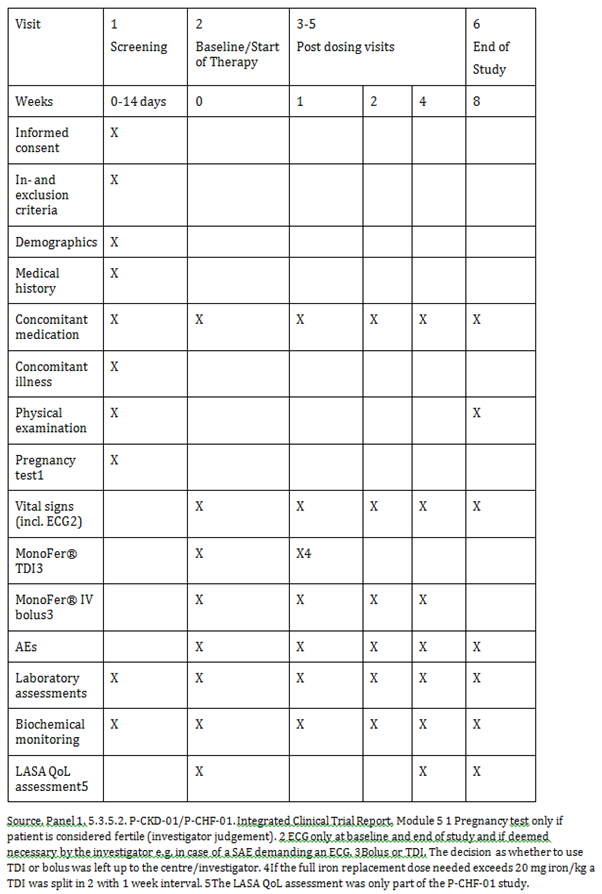 Visit 1 2 3-5 6
Screening Baseline/Start Post dosing visits End of
of Therapy Study
Weeks 0-14 days 0 1 2 4 8
Informed X
consent
In- and X
exclusion
criteria
Demographics X
Medical X
history
Concomitant X X X X X X
medication
Concomitant X
illness
Physical X X
examination
Pregnancy X
test1
Vital signs X X X X X
(incl. ECG2)
MonoFer® X X4
TDI3
MonoFer® IV X X X X
bolus3
AEs X X X X X
Laboratory X X X X X X
assessments
Biochemical X X X X X X
monitoring
LASA QoL X X X
assessment5
Source. Panel 1. 5.3.5.2. P-CKD-01/P-CHF-01. Integrated Clinical Trial Report. Module 5 1 Pregnancy test only if
patient is considered fertile (investigator judgement). 2 ECG only at baseline and end of study and if deemed
necessary by the investigator e.g. in case of a SAE demanding an ECG. 3Bolus or TDI. The decision as whether to use
TDI or bolus was left up to the centre/investigator. 4If the full iron replacement dose needed exceeds 20 mg iron/kg a
TDI was split in 2 with 1 week interval. 5The LASA QoL assessment was only part of the P-CHF-01 study.